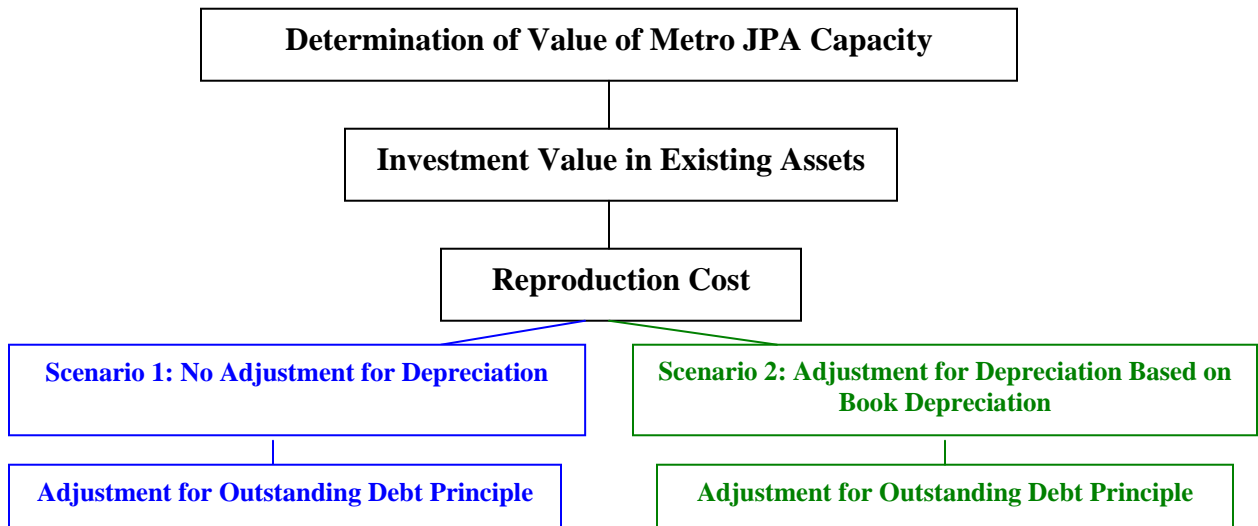 Determination of Value of Metro JPA Capacity
Investment Value in Existing Assets
Reproduction Cost
Scenario 1: No Adjustment for Depreciation
Scenario 2: Adjustment for Depreciation Based on
Book Depreciation
Adjustment for Outstanding Debt Principle
Adjustment for Outstanding Debt Principle